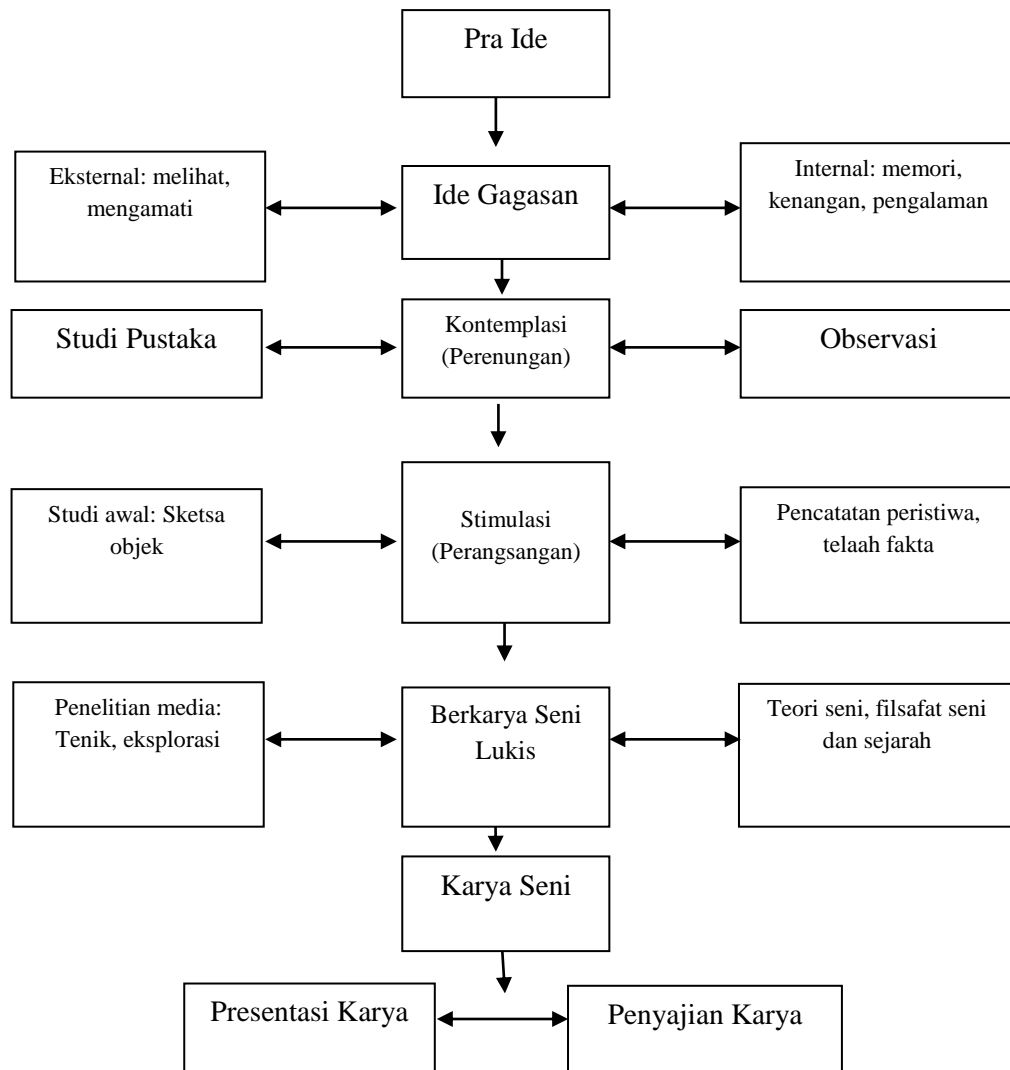 Pra Ide
Eksternal: melihat,
mengamati
Ide Gagasan
Internal: memori,
kenangan, pengalaman
Studi Pustaka
Kontemplasi
(Perenungan)
Observasi
Studi awal: Sketsa
objek
Stimulasi
(Perangsangan)
Pencatatan peristiwa,
telaah fakta
Penelitian media:
Tenik, eksplorasi
Berkarya Seni
Lukis
Teori seni, filsafat seni
dan sejarah
Karya Seni
Presentasi Karya
Penyajian Karya